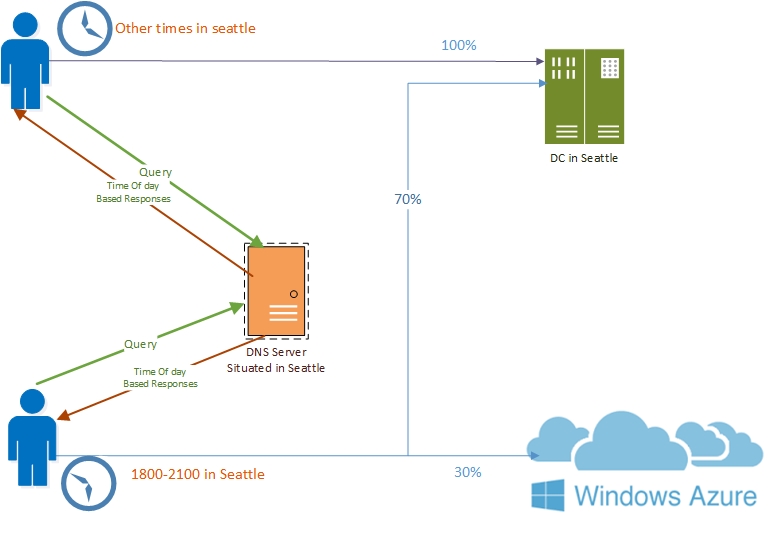 Other times in seattle
100%
DC in Seattle
Query
Time Of day
Based Responses
70%
Query
DNS Server
Situated in Seattle
Time Of day
Based Responses
1800-2100 in Seattle
30%
Windows Azure